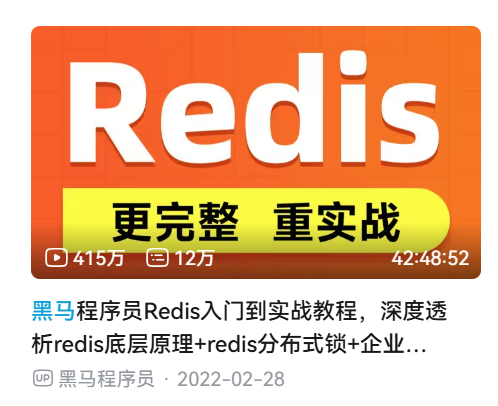 Redis
更完整 重实战
415万 12万 42:48:52
黑马程序员Redis入门到实战教程，深度透
析redis底层原理+redis分布式锁+企业...
UP 黑马程序员 · 2022-02-28